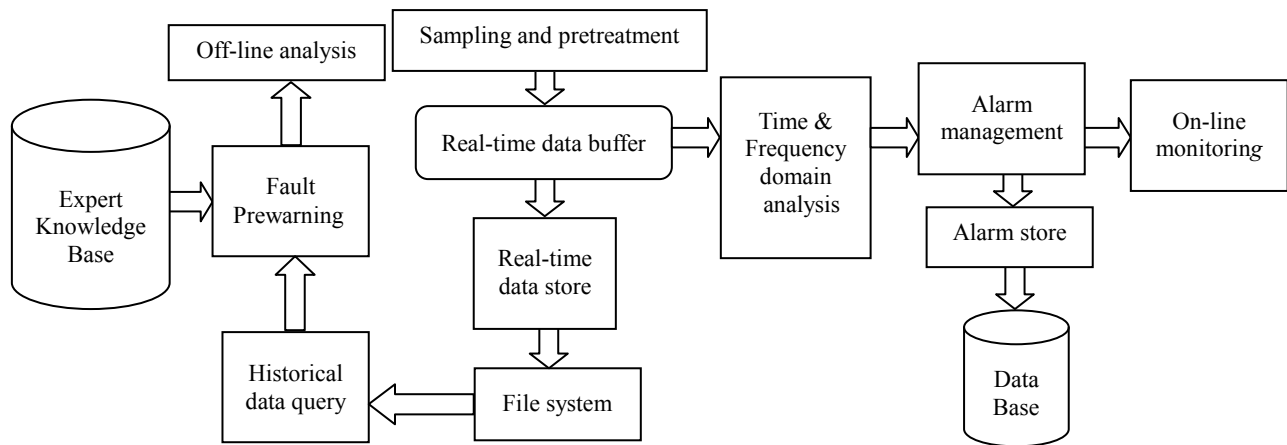 Off-line analysis
Sampling and pretreatment
Real-time data buffer
Time &
Frequency
domain
analysis
Alarm
management
On-line
monitoring
Expert
Knowledge
Base
Fault
Prewarning
Real-time
data store
Alarm store
Historical
data query
File system
Data
Base